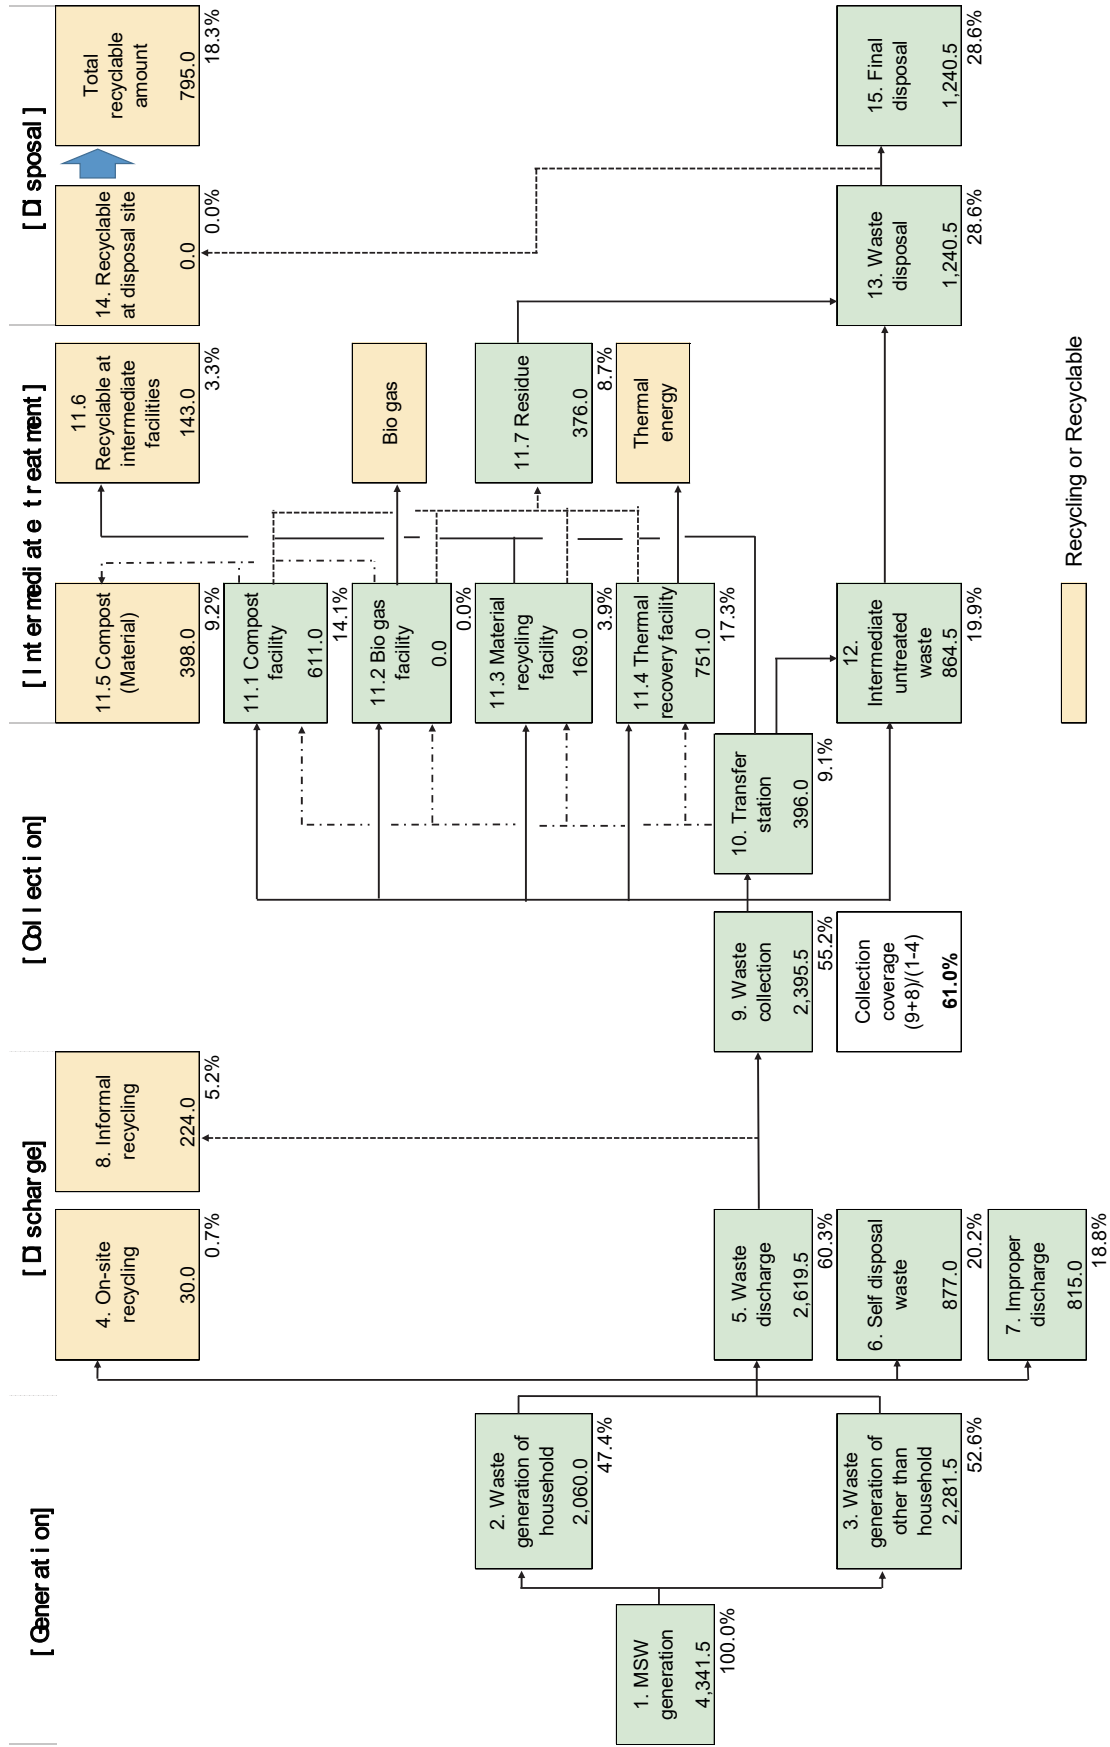 [Generation]
[Discharge]
[Collection]
[Intermediate treatment]
[Disposal]
1. MSW
generation
4,341.5
100.0%
2. Waste
generation of
household
2,060.0
47.4%
3. Waste
generation of
other than
household
2,281.5
52.6%
4. On-site
recycling
30.0
0.7%
8. Informal
recycling
224.0
5.2%
5. Waste
discharge
2,619.5
60.3%
6. Self disposal
waste
877.0
20.2%
7. Improper
discharge
815.0
18.8%
9. Waste
collection
2,395.5
55.2%
Collection
coverage
(9+8)/(1-4)
61.0%
10. Transfer
station
396.0
9.1%
11.5 Compost
(Material)
398.0
9.2%
11.1 Compost
facility
611.0
14.1%
11.2 Bio gas
facility
0.0
0.0%
11.3 Material
recycling
facility
169.0
3.9%
11.4 Thermal
recovery facility
751.0
17.3%
12.
Intermediate
untreated
waste
864.5
19.9%
11.6
Recyclable at
intermediate
facilities
143.0
3.3%
Bio gas
11.7 Residue
376.0
8.7%
Thermal
energy
14. Recyclable
at disposal site
0.0
0.0%
13. Waste
disposal
1,240.5
28.6%
Total
recyclable
amount
795.0
18.3%
15. Final
disposal
1,240.5
28.6%
Recycling or Recyclable